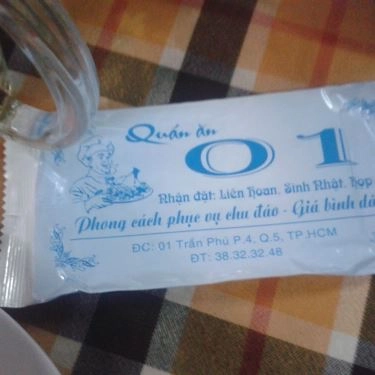 Quán ăn
01
Nhận đặt: Liên Hoan, Sinh Nhật, Họp
Phong cách phục vụ chu đáo - Giá bình
ĐC: 01 Trần Phú P.4, Q.5, TP.HCM
ĐT: 38.32.32.48